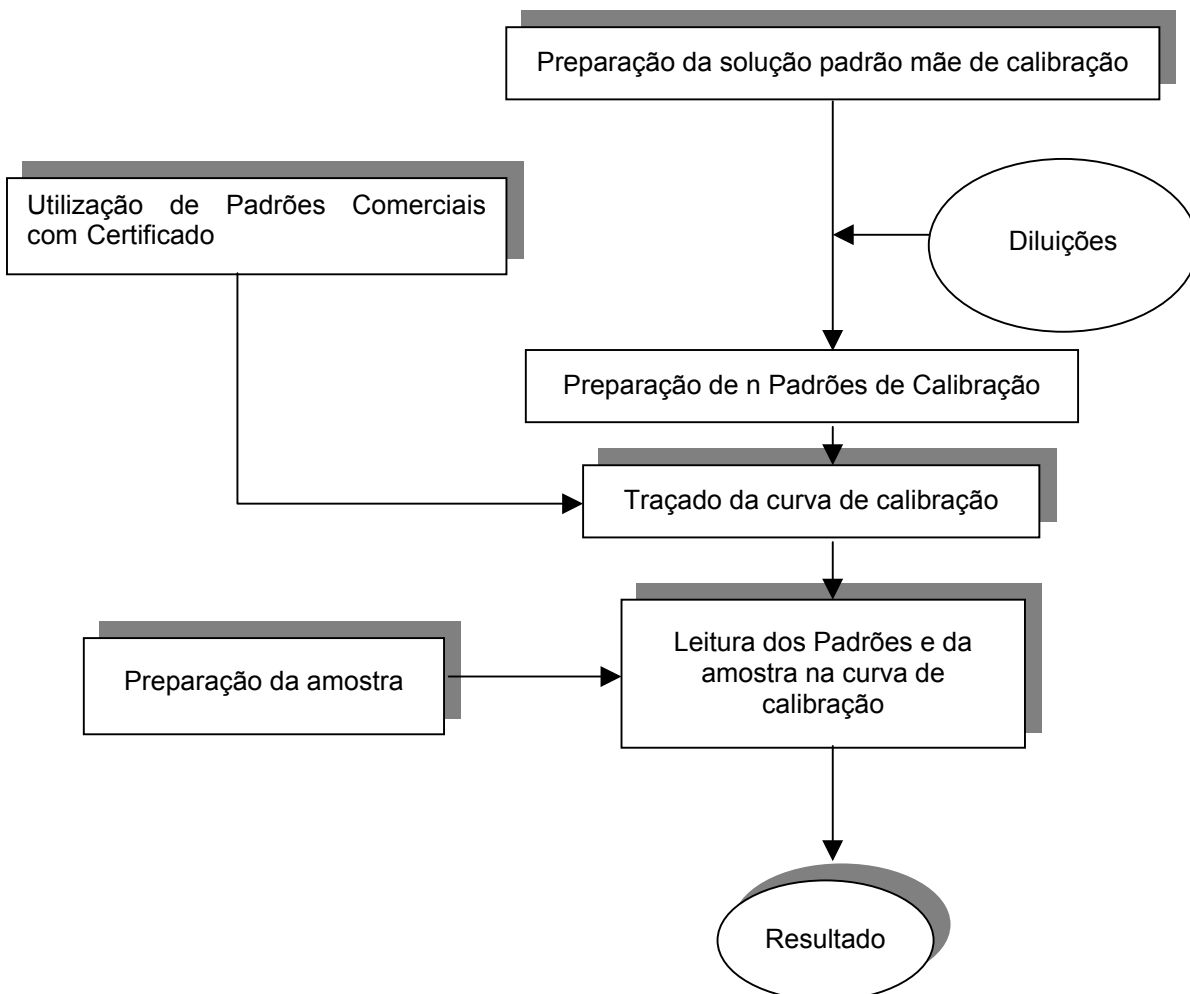 Preparação da solução padrão mãe de calibração
Utilização de Padrões Comerciais
com Certificado
Diluições
Preparação de n Padrões de Calibração
Traçado da curva de calibração
Leitura dos Padrões e da
amostra na curva de
calibração
Preparação da amostra
Resultado